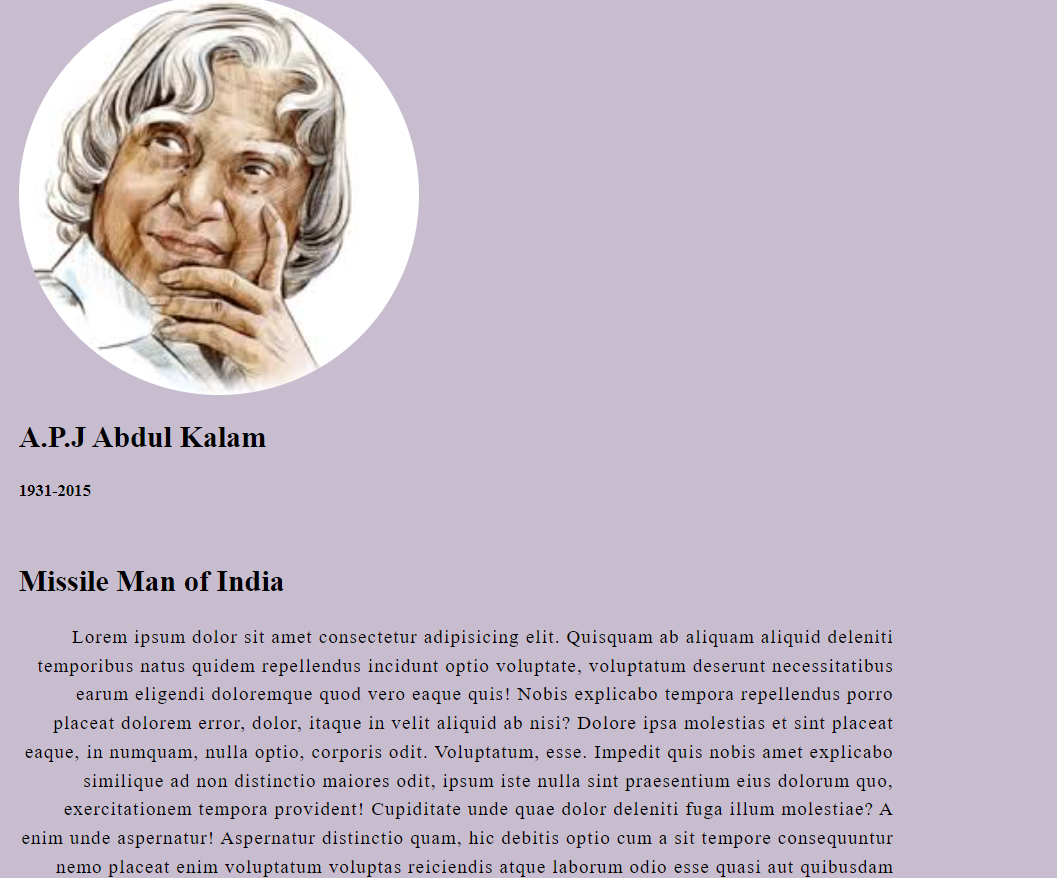 A.P.J Abdul Kalam
1931-2015
Missile Man of India
Lorem ipsum dolor sit amet consectetur adipisicing elit. Quisquam ab aliquam aliquid deleniti
temporibus natus quidem repellendus incidunt optio voluptate, voluptatum deserunt necessitatibus
earum eligendi doloremque quod vero eaque quis! Nobis explicabo tempora repellendus porro
placeat dolorem error, dolor, itaque in velit aliquid ab nisi? Dolore ipsa molestias et sint placeat
eaque, in numquam, nulla optio, corporis odit. Voluptatum, esse. Impedit quis nobis amet explicabo
similique ad non distinctio maiores odit, ipsum iste nulla sint praesentium eius dolorum quo,
exercitationem tempora provident! Cupiditate unde quae dolor deleniti fuga illum molestiae? A
enim unde aspernatur! Aspernatur distinctio quam, hic debitis optio cum a sit tempore consequuntur
nemo placeat enim voluptatum voluptas reiciendis atque laborum odio esse quasi aut quibusdam